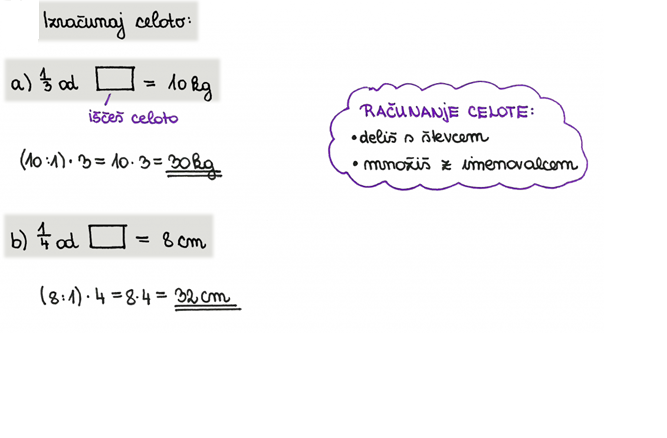 Izračunaj celoto:
a) 1/3 od □ = 10 kg
iščeš celoto
(10:1)·3 = 10·3 = 30 kg
RAČUNANJE CELOTE:
• deliš s števcem
• množiš z imenovalcem
b) 1/4 od □ = 8 cm
(8:1)·4 = 8·4 = 32 cm